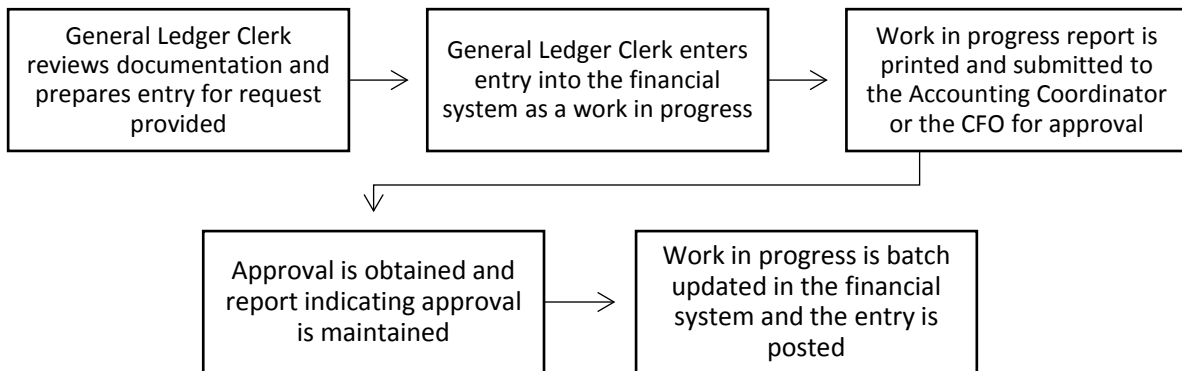 General Ledger Clerk
reviews documentation and
prepares entry for request
provided
General Ledger Clerk enters
entry into the financial
system as a work in progress
Work in progress report is
printed and submitted to
the Accounting Coordinator
or the CFO for approval
Approval is obtained and
report indicating approval
is maintained
Work in progress is batch
updated in the financial
system and the entry is
posted